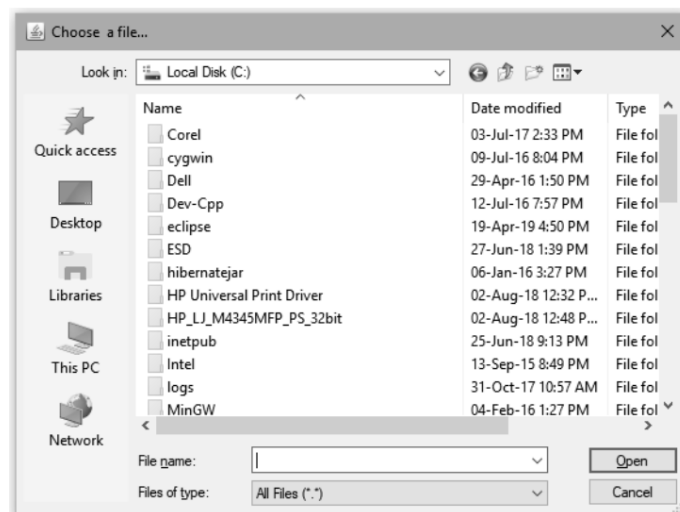 Choose a file...
Look in: Local Disk (C:)
Name Date modified Type
Corel 03-Jul-17 2:33 PM File fol
cygwin 09-Jul-16 8:04 PM File fol
Dell 29-Apr-16 1:50 PM File fol
Dev-Cpp 12-Jul-16 7:57 PM File fol
eclipse 19-Apr-19 4:50 PM File fol
ESD 27-Jun-18 1:39 PM File fol
hibernatejar 06-Jan-16 3:27 PM File fol
HP Universal Print Driver 02-Aug-18 12:32 P... File fol
HP_LJ_M4345MFP_PS_32bit 02-Aug-18 12:48 P... File fol
inetpub 25-Jun-18 9:13 PM File fol
Intel 13-Sep-15 8:49 PM File fol
logs 31-Oct-17 10:57 AM File fol
MinGW 04-Feb-16 1:27 PM File fol
Quick access
Desktop
Libraries
This PC
Network
File name: Open
Files of type: All Files (*.*) Cancel